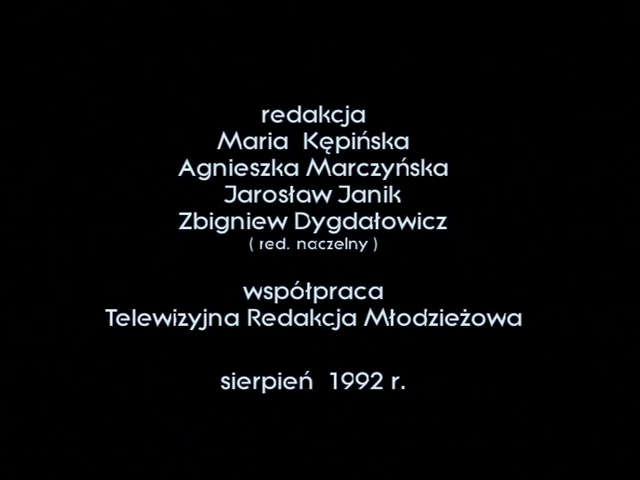 redakcja
Maria Kępińska
Agnieszka Marczyńska
Jarosław Janik
Zbigniew Dygdałowicz
( red. naczelny )
współpraca
Telewizyjna Redakcja Młodzieżowa
sierpień 1992 r.